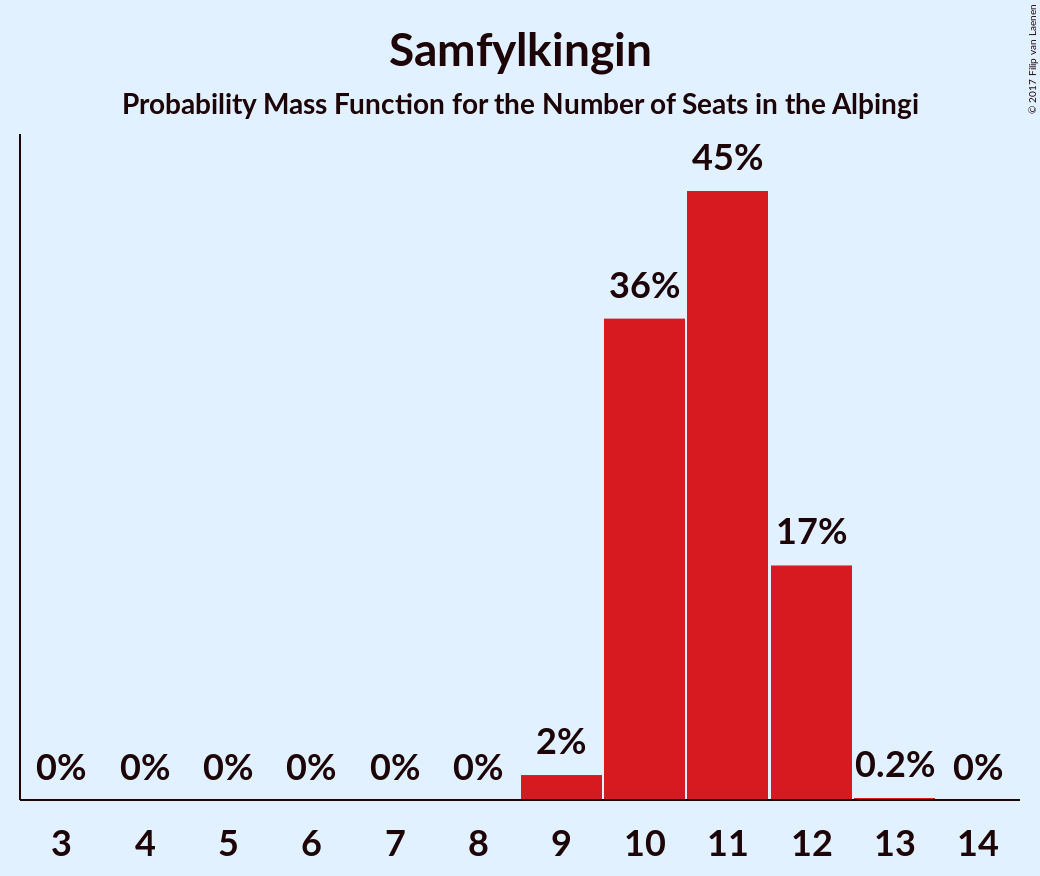 Samfylkingin
Probability Mass Function for the Number of Seats in the Alþingi
© 2017 Filip van Laenen
45%
36%
17%
2%
0% 0% 0% 0% 0% 0% 0.2% 0%
3 4 5 6 7 8 9 10 11 12 13 14